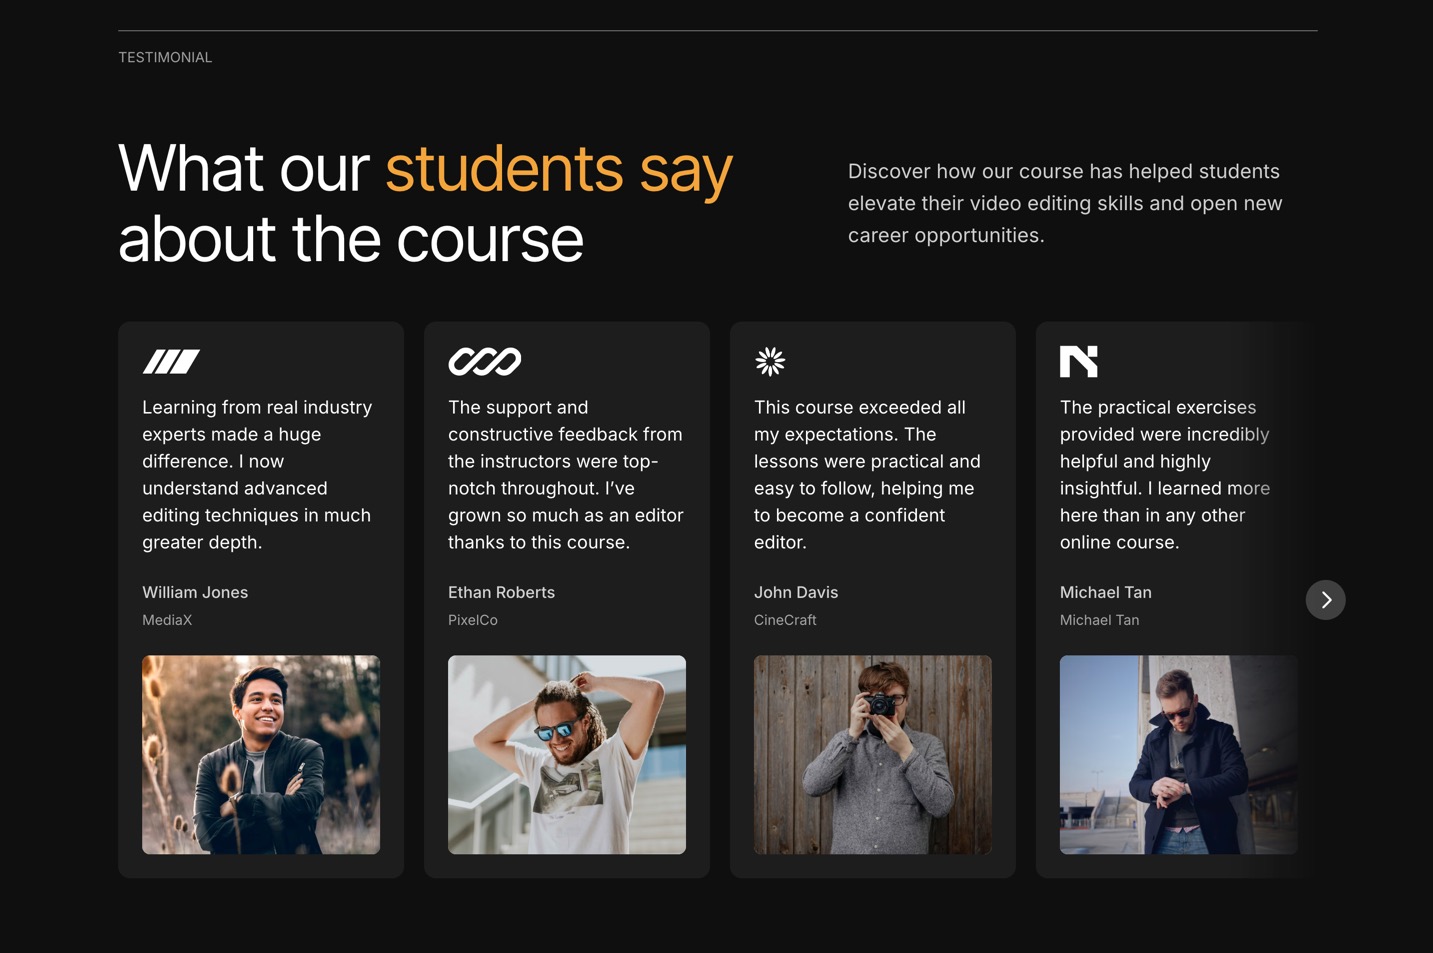 TESTIMONIAL
What our students say
about the course
Discover how our course has helped students
elevate their video editing skills and open new
career opportunities.
Learning from real industry
experts made a huge
difference. I now
understand advanced
editing techniques in much
greater depth.
William Jones
MediaX
The support and
constructive feedback from
the instructors were top-
notch throughout. I’ve
grown so much as an editor
thanks to this course.
Ethan Roberts
PixelCo
This course exceeded all
my expectations. The
lessons were practical and
easy to follow, helping me
to become a confident
editor.
John Davis
CineCraft
The practical exercises
provided were incredibly
helpful and highly
insightful. I learned more
here than in any other
online course.
Michael Tan
Michael Tan